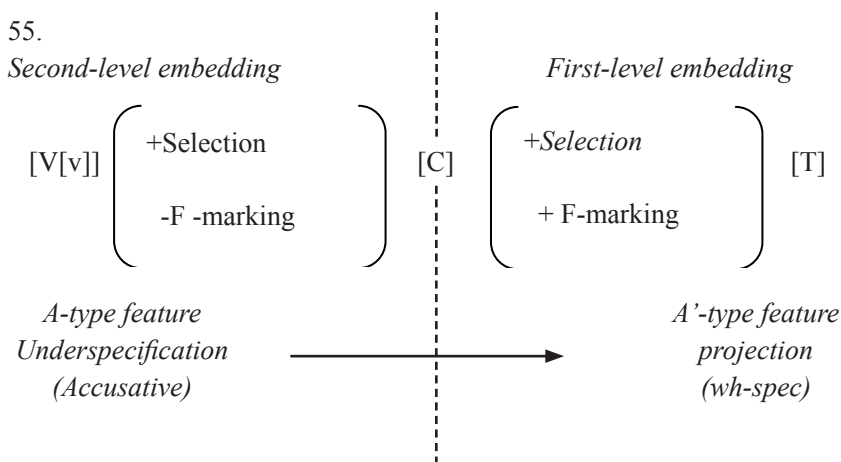 55.
Second-level embedding First-level embedding
[V[v]] +Selection [C] +Selection [T]
-F -marking + F-marking
A-type feature A’-type feature
Underspecification projection
(Accusative) (wh-spec)